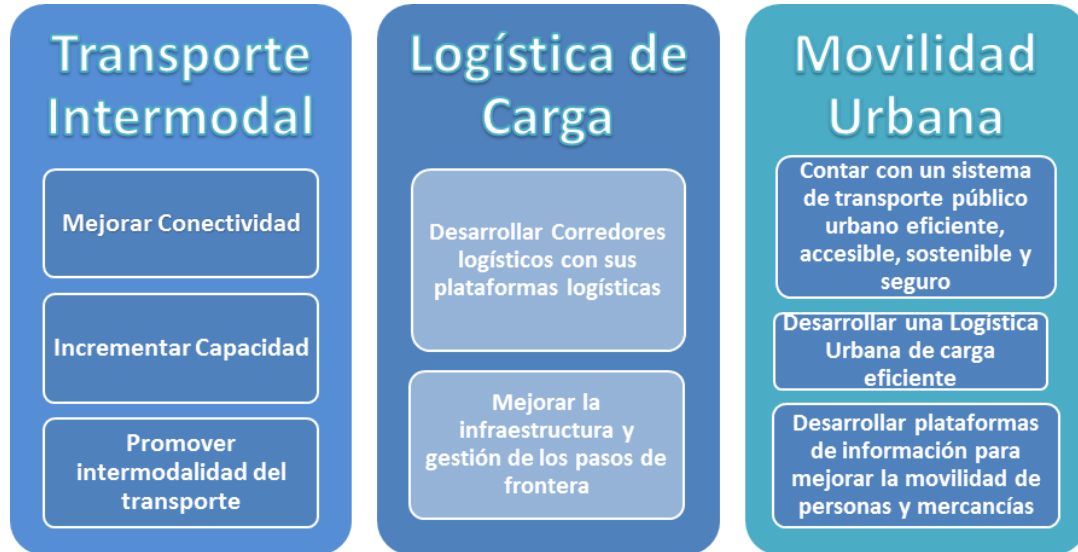 Transporte
Intermodal
Mejorar Conectividad
Incrementar Capacidad
Promover
intermodalidad del
transporte
Logística de
Carga
Desarrollar Corredores
logísticos con sus
plataformas logísticas
Mejorar la
infraestructura y
gestión de los pasos de
frontera
Movilidad
Urbana
Contar con un sistema
de transporte público
urbano eficiente,
accesible, sostenible y
seguro
Desarrollar una Logística
Urbana de carga
eficiente
Desarrollar plataformas
de información para
mejorar la movilidad de
personas y mercancías